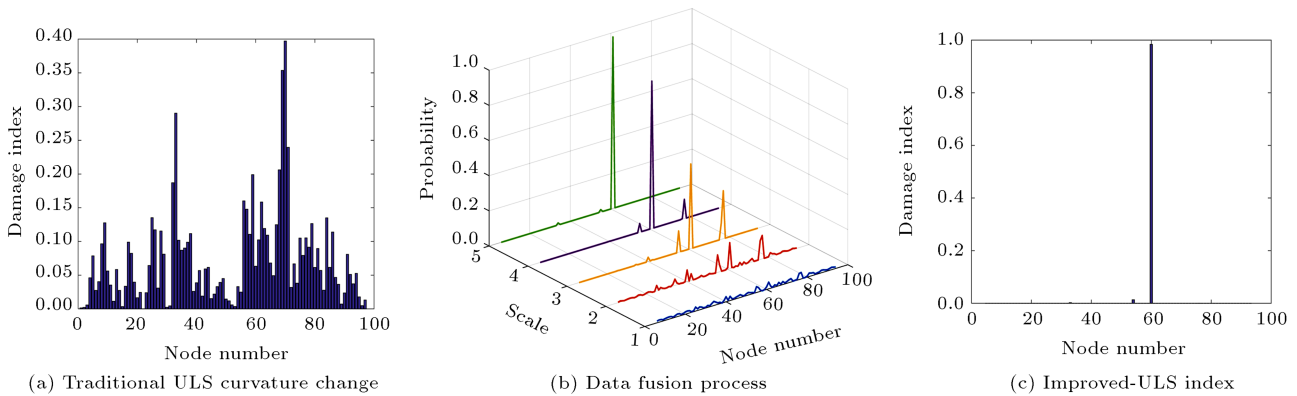 0.40
0.35
0.30
0.25
0.20
0.15
0.10
0.05
0.00
0 20 40 60 80 100
Damage index
Node number
(a) Traditional ULS curvature change
1.0
0.8
0.6
0.4
0.2
0.0
Probability
5
4
3
2
1
Scale
0 20 40 60 80 100
Node number
(b) Data fusion process
1.0
0.8
0.6
0.4
0.2
0.0
0 20 40 60 80 100
Damage index
Node number
(c) Improved-ULS index